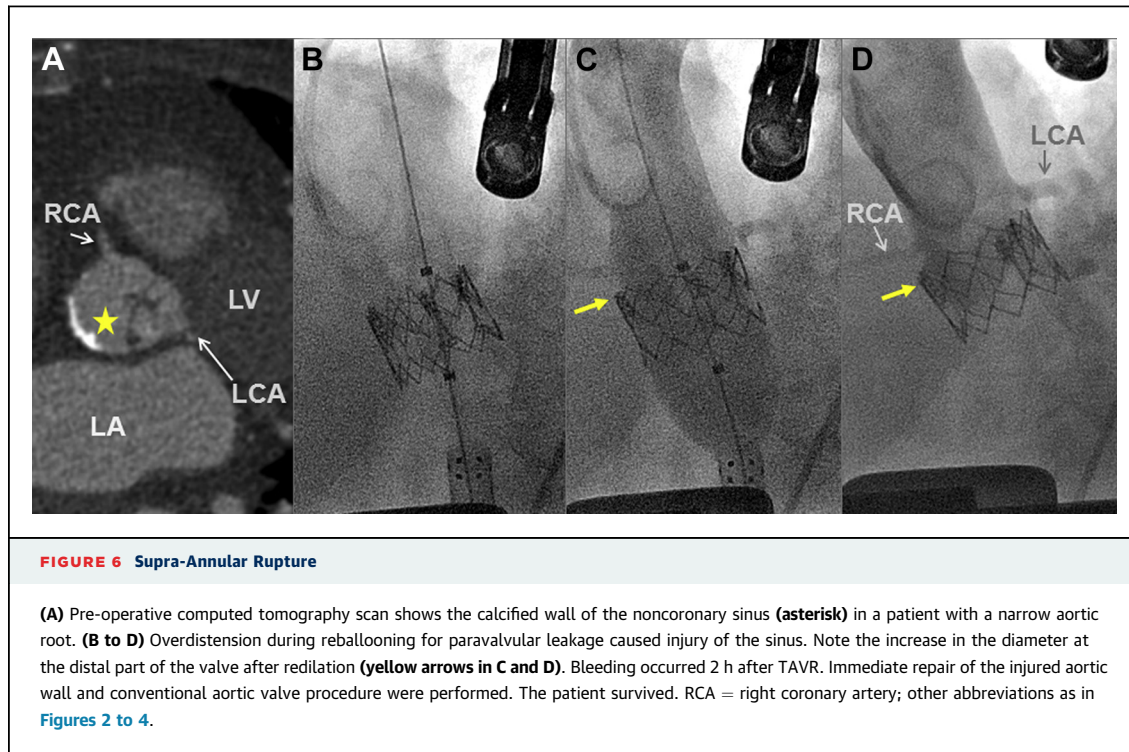 A
B
C
D
LCA
RCA
RCA
LV
LCA
LA
FIGURE 6 Supra-Annular Rupture
(A) Pre-operative computed tomography scan shows the calcified wall of the noncoronary sinus (asterisk) in a patient with a narrow aortic
root. (B to D) Overdistension during reballooning for paravalvular leakage caused injury of the sinus. Note the increase in the diameter at
the distal part of the valve after redilation (yellow arrows in C and D). Bleeding occurred 2 h after TAVR. Immediate repair of the injured aortic
wall and conventional aortic valve procedure were performed. The patient survived. RCA = right coronary artery; other abbreviations as in
Figures 2 to 4.